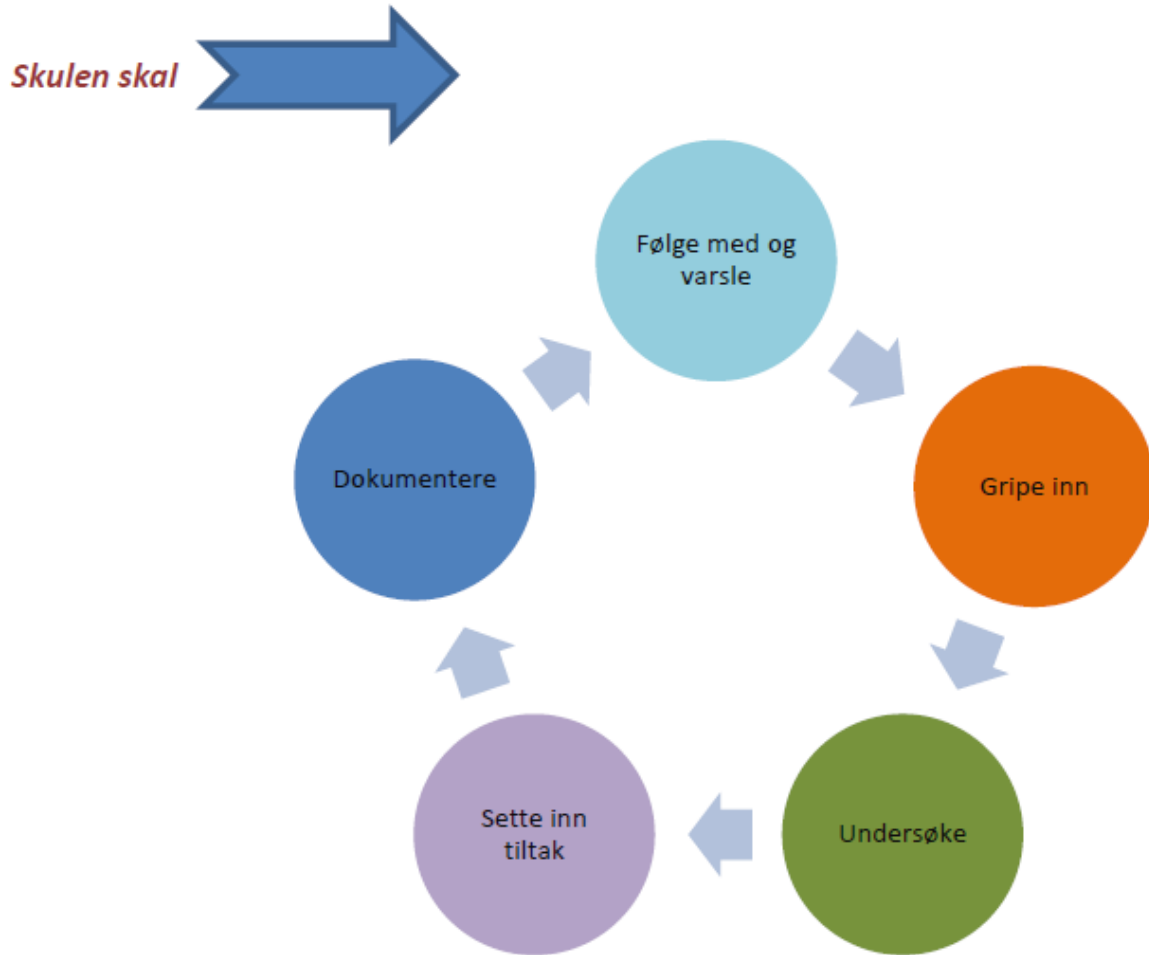 Skulen skal
Følge med og
varsle
Gripe inn
Undersøke
Sette inn
tiltak
Dokumentere